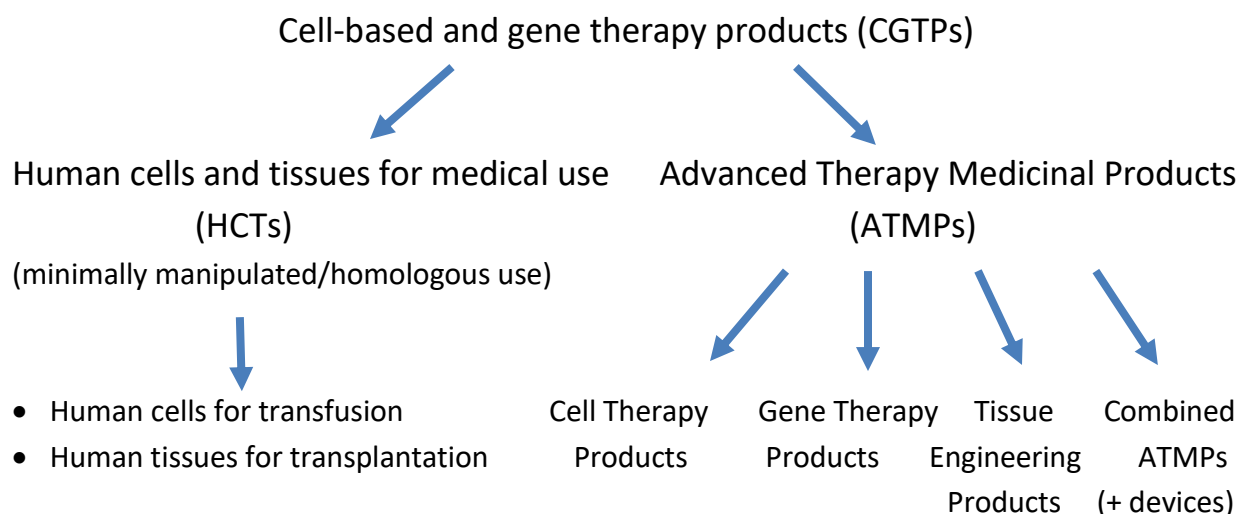 Cell-based and gene therapy products (CGTPs)
Human cells and tissues for medical use
(HCTs)
(minimally manipulated/homologous use)
Advanced Therapy Medicinal Products
(ATMPs)
• Human cells for transfusion
• Human tissues for transplantation
Cell Therapy
Products
Gene Therapy
Products
Tissue
Engineering
Products
Combined
ATMPs
(+ devices)